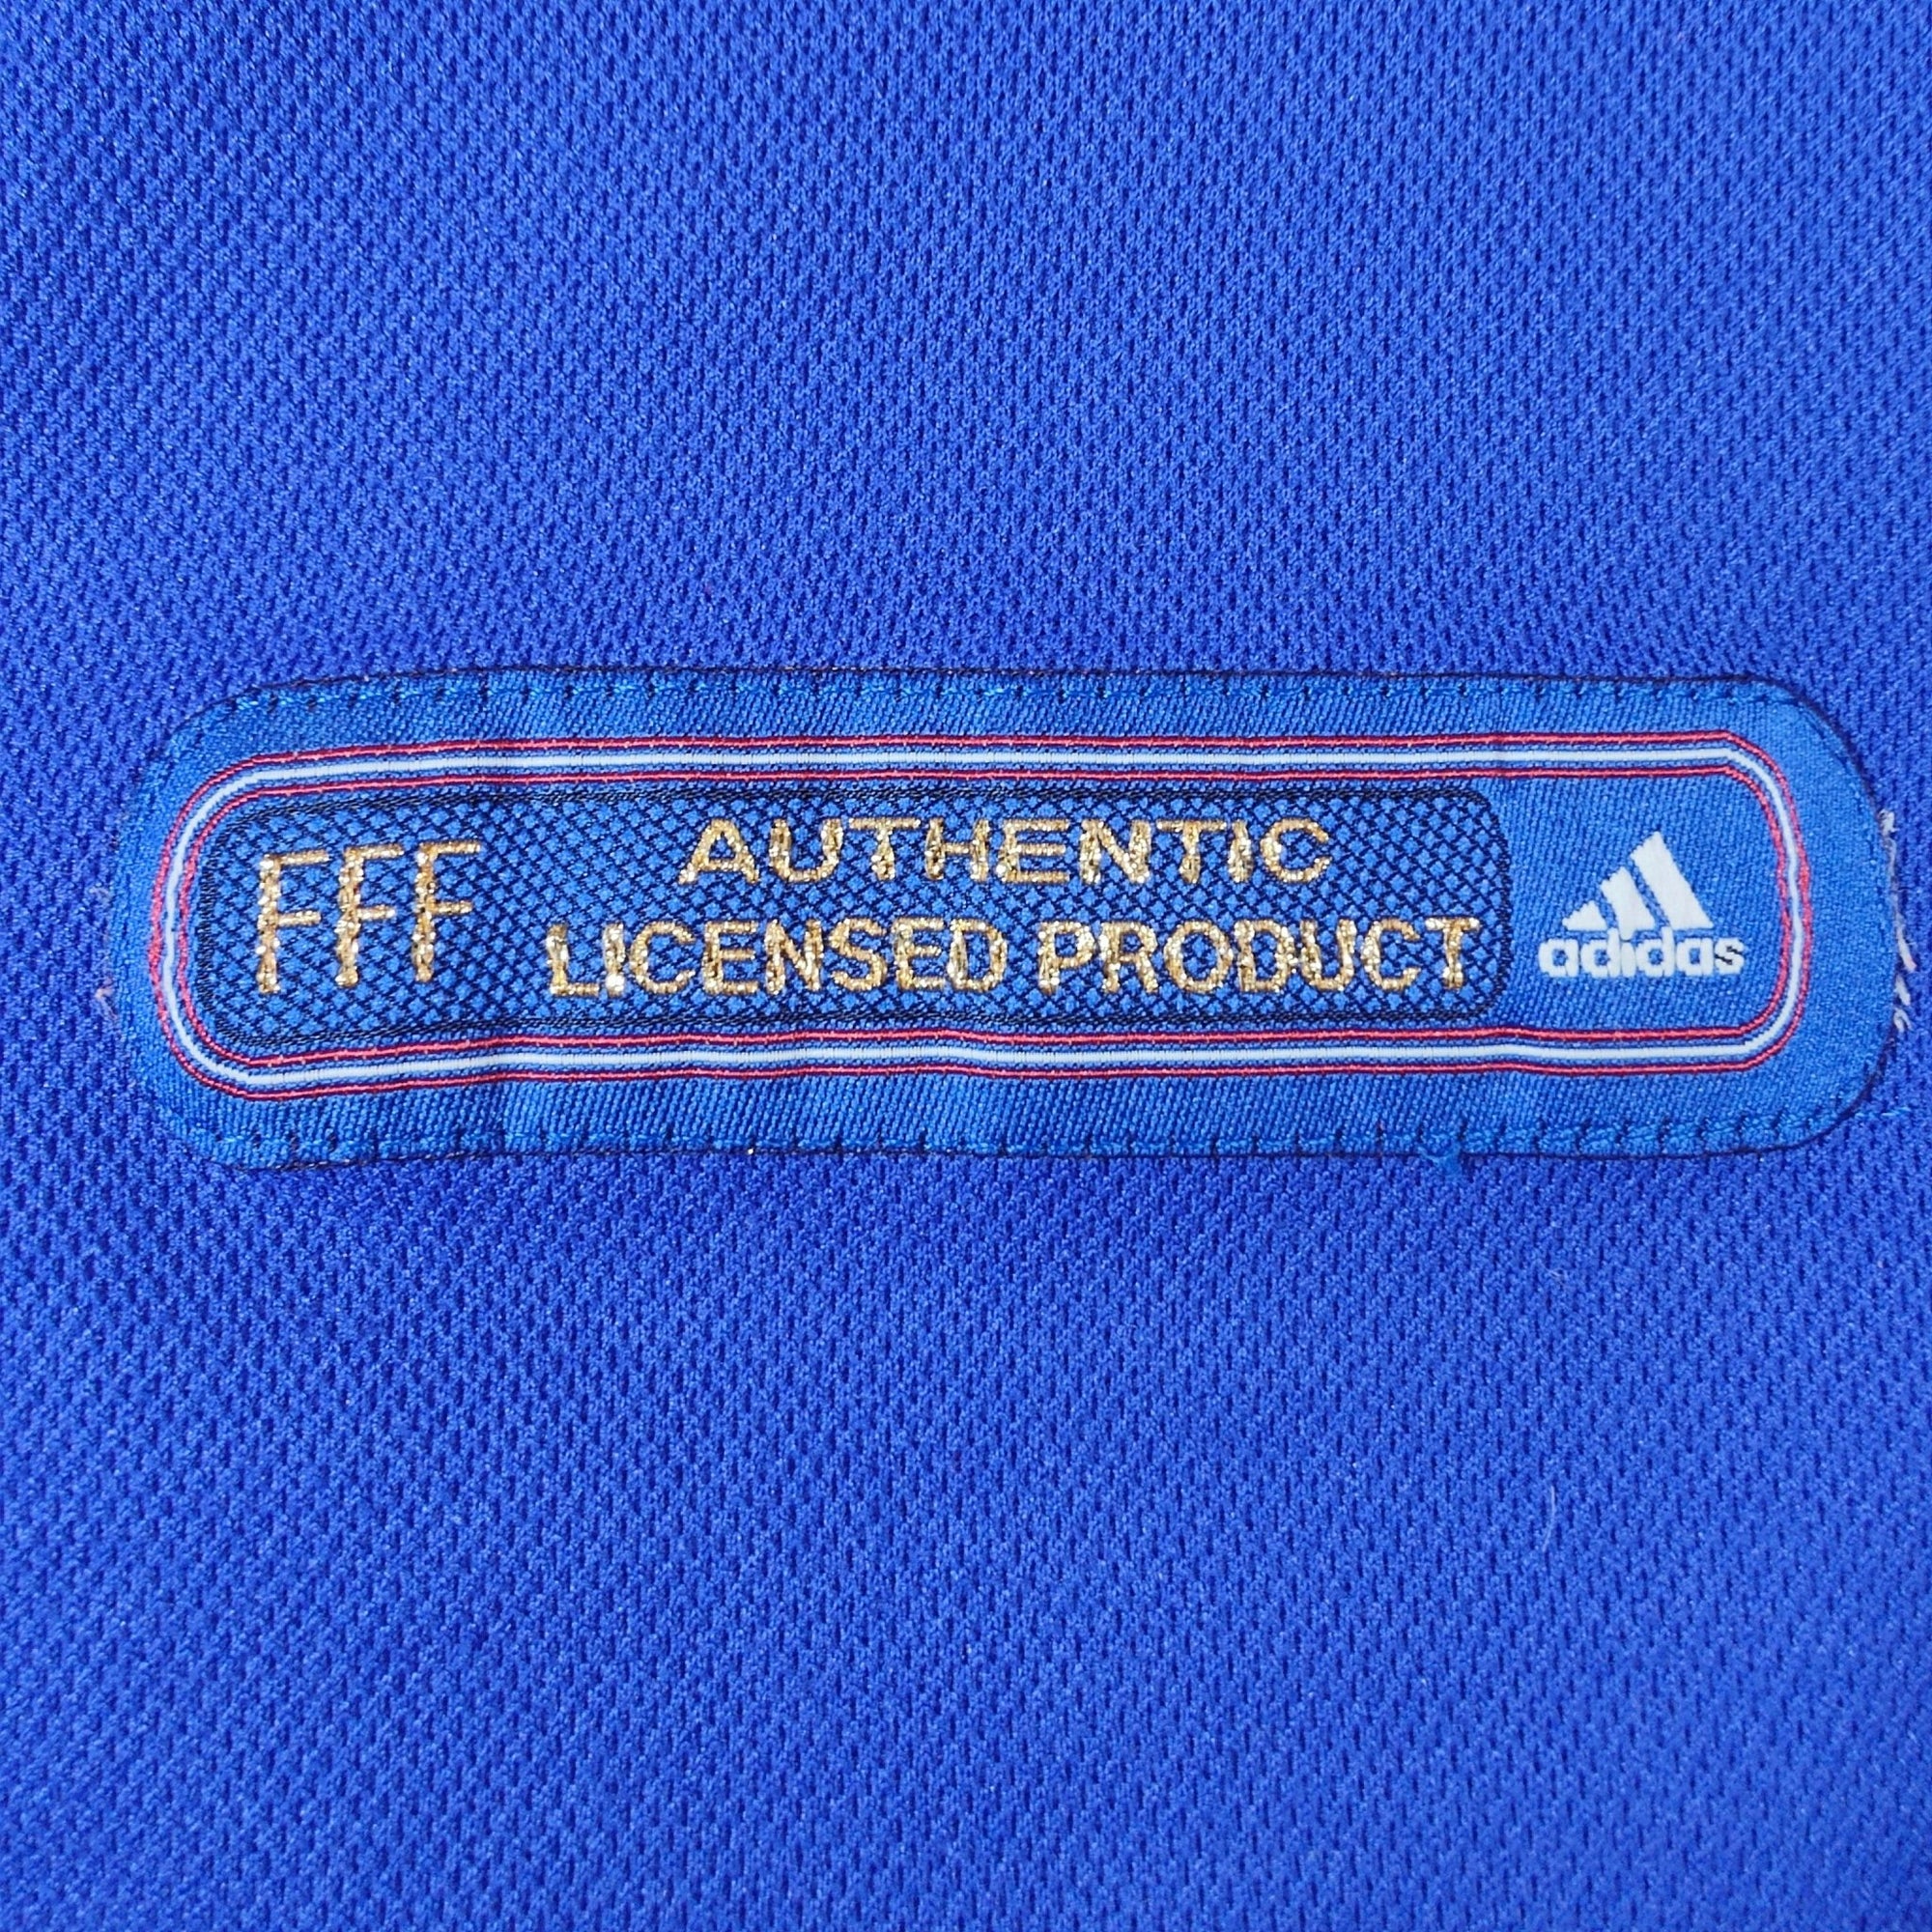 FFF
AUTHENTIC
LICENSED PRODUCT
adidas